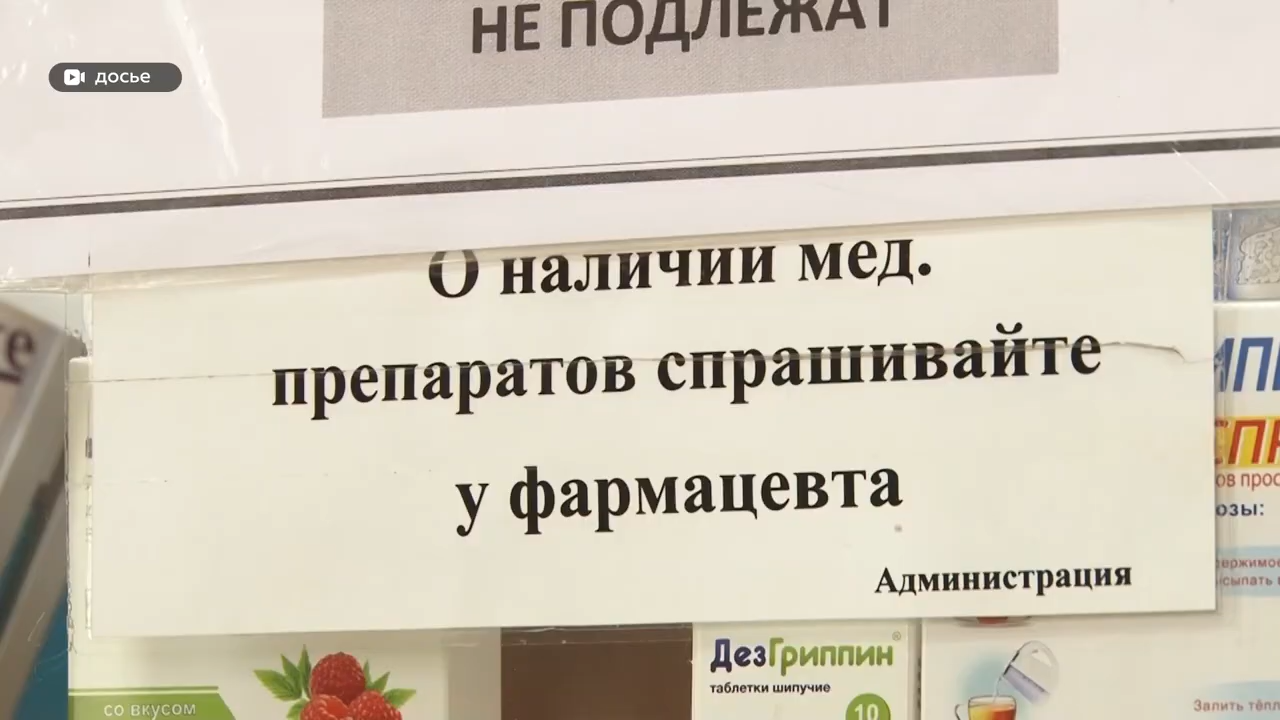 НЕ ПОДЛЕЖАТ
досье
О наличии мед.
препаратов спрашивайте
у фармацевта
Администрация
ДезГриппин®
таблетки шипучие
10
со вкусом
озы:
Залить тёпл